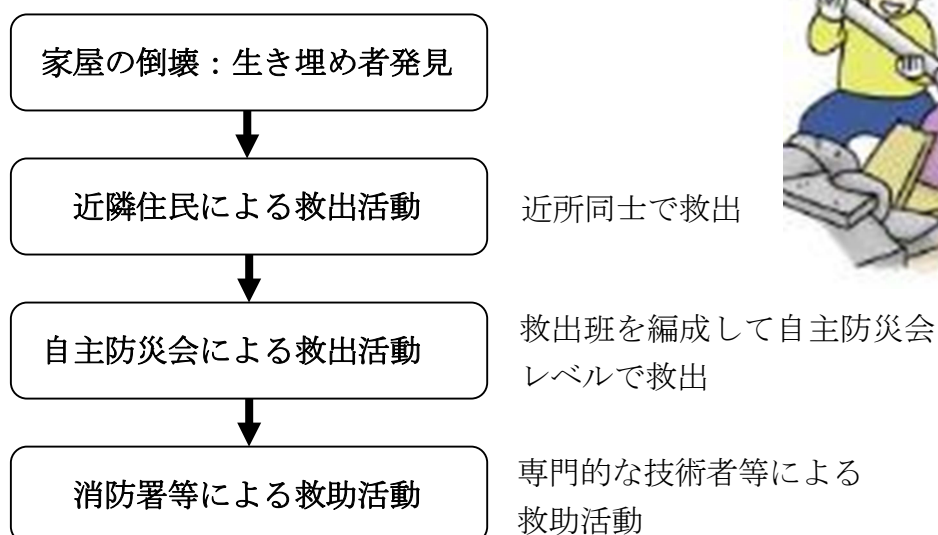 家屋の倒壊：生き埋め者発見
近隣住民による救出活動
近所同士で救出
自主防災会による救出活動
救出班を編成して自主防災会
レベルで救出
消防署等による救助活動
専門的な技術者等による
救助活動